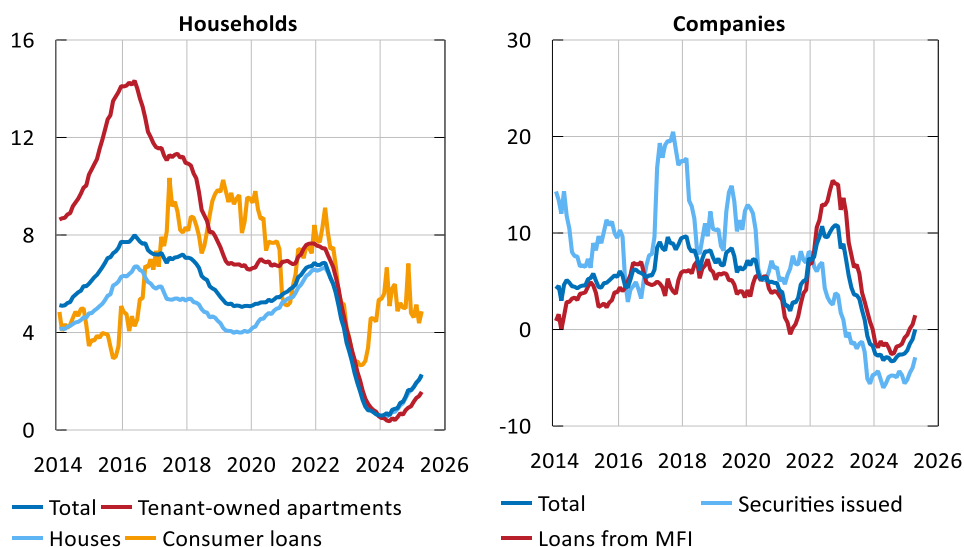 Households
16
12
8
4
0
2014 2016 2018 2020 2022 2024 2026
Total Tenant-owned apartments
Houses Consumer loans
Companies
30
20
10
0
-10
2014 2016 2018 2020 2022 2024 2026
Total Securities issued
Loans from MFI